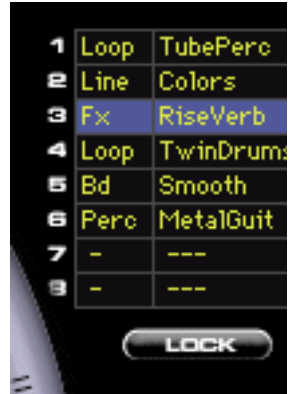 1 Loop TubePerc
2 Line Colors
3 Fx RiseVerb
4 Loop TwinDrums
5 Bd Smooth
6 Perc MetalGuit
7 - ---
8 - ---
LOCK